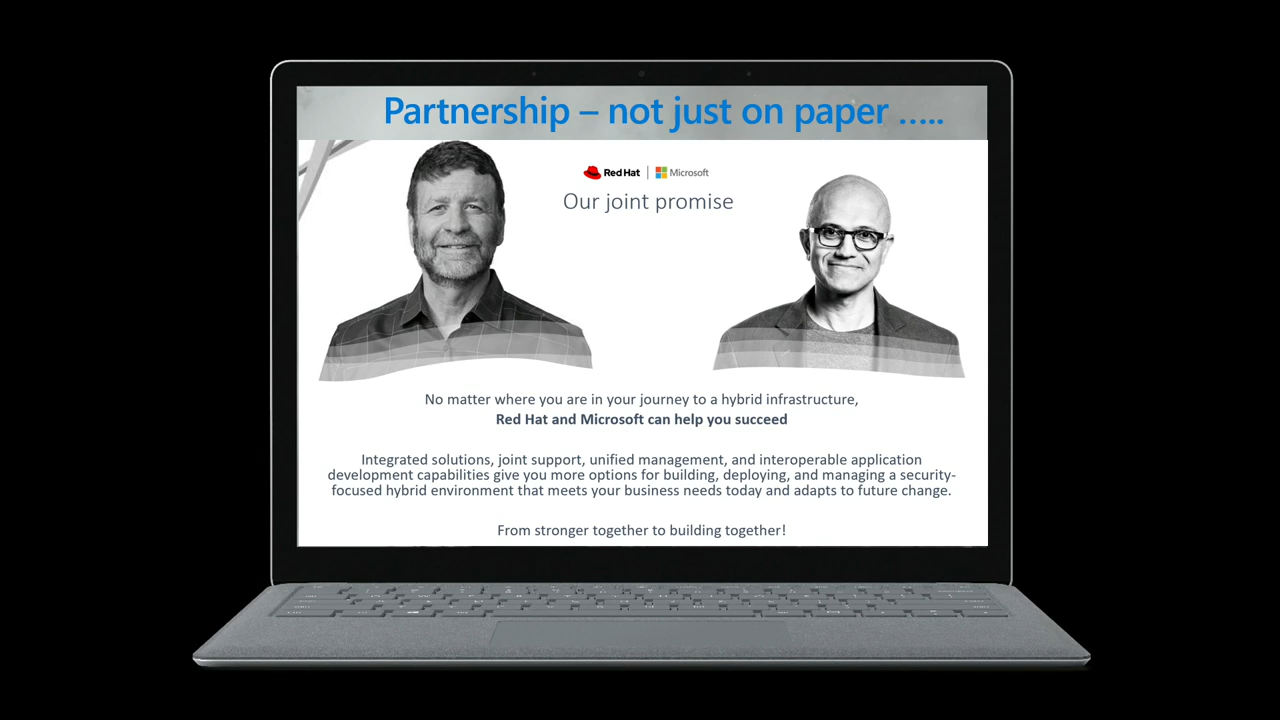 Partnership – not just on paper .....
Red Hat | Microsoft
Our joint promise
No matter where you are in your journey to a hybrid infrastructure,
Red Hat and Microsoft can help you succeed
Integrated solutions, joint support, unified management, and interoperable application
development capabilities give you more options for building, deploying, and managing a security-
focused hybrid environment that meets your business needs today and adapts to future change.
From stronger together to building together!